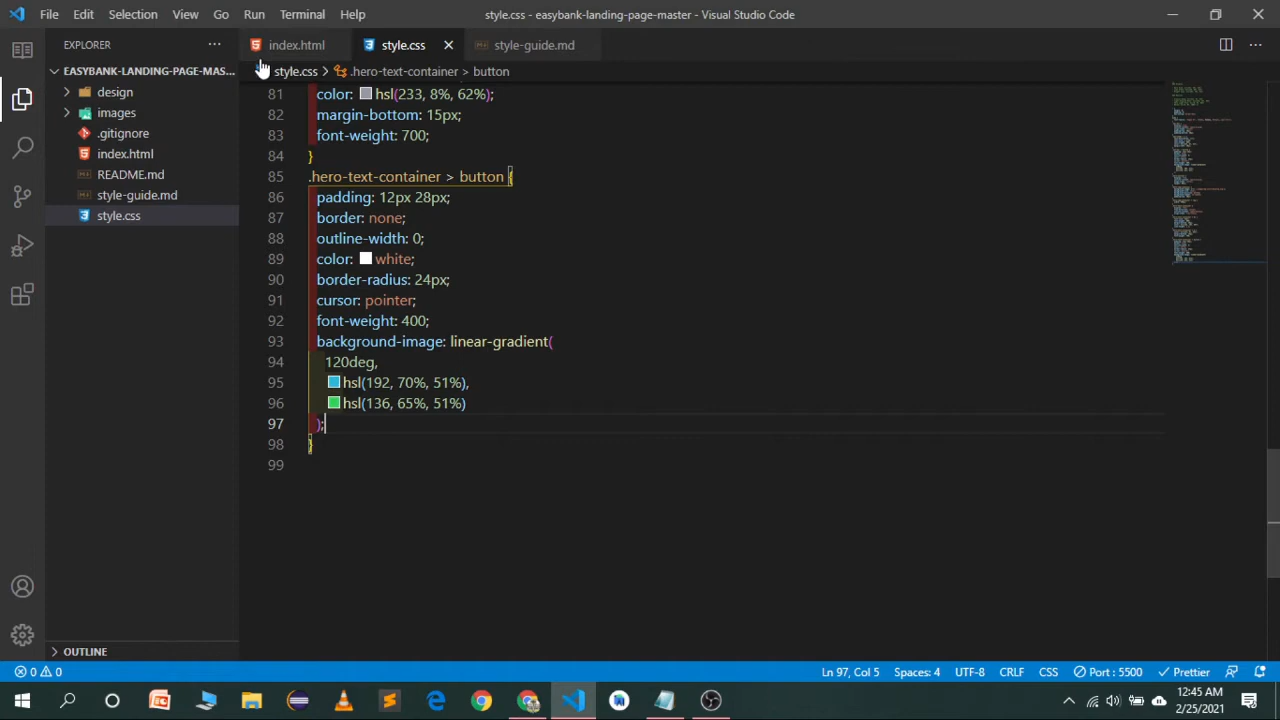 File Edit Selection View Go Run Terminal Help
style.css - easybank-landing-page-master - Visual Studio Code
EXPLORER
index.html
style.css
style-guide.md
EASYBANK-LANDING-PAGE-MAS...
style.css > .hero-text-container > button
design
images
.gitignore
index.html
README.md
style-guide.md
style.css
81 color: hsl(233, 8%, 62%);
82 margin-bottom: 15px;
83 font-weight: 700;
84 }
85 .hero-text-container > button {
86 padding: 12px 28px;
87 border: none;
88 outline-width: 0;
89 color: white;
90 border-radius: 24px;
91 cursor: pointer;
92 font-weight: 400;
93 background-image: linear-gradient(
94 120deg,
95 hsl(192, 70%, 51%),
96 hsl(136, 65%, 51%)
97 );
98 }
99
OUTLINE
0 0
Ln 97, Col 5 Spaces: 4 UTF-8 CRLF CSS Port : 5500 Prettier
12:45 AM
2/25/2021